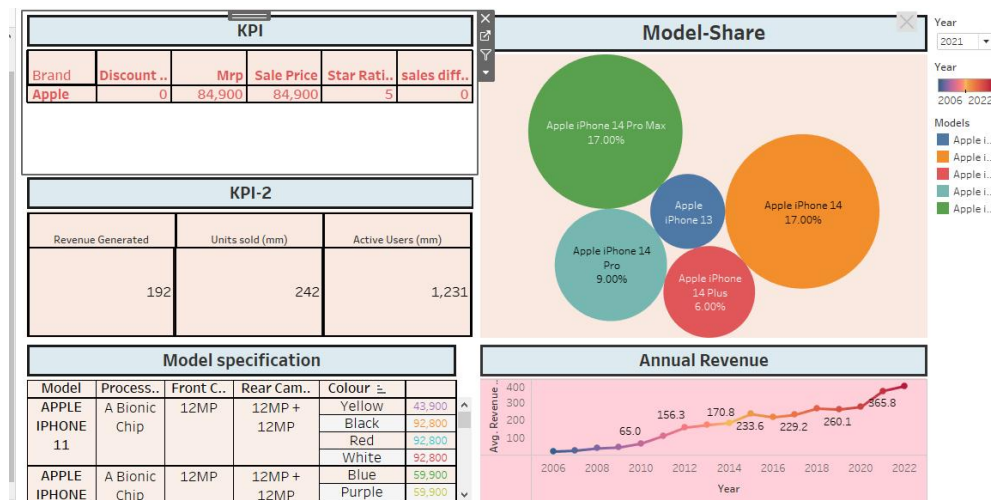 KPI
Brand Discount .. Mrp Sale Price Star Rati.. sales diff..
Apple 0 84,900 84,900 5 0
KPI-2
Revenue Generated Units sold (mm) Active Users (mm)
192 242 1,231
Model specification
Model Process.. Front C.. Rear Cam.. Colour
APPLE IPHONE 11 A Bionic Chip 12MP 12MP + 12MP Yellow 43,900
Black 92,800
Red 92,800
White 92,800
APPLE IPHONE A Bionic Chip 12MP 12MP + 12MP Blue 59,900
Purple 59,900
Model-Share
Apple iPhone 14 Pro Max
17.00%
Apple
iPhone 13
Apple iPhone 14
17.00%
Apple iPhone 14
Pro
9.00%
Apple iPhone
14 Plus
6.00%
Annual Revenue
Avg. Revenue ..
400
300
200
100
65.0
156.3
170.8
233.6
229.2
260.1
365.8
2006 2008 2010 2012 2014 2016 2018 2020 2022
Year
Year
2021
Year
2006 2022
Models
Apple i..
Apple i..
Apple i..
Apple i..
Apple i..